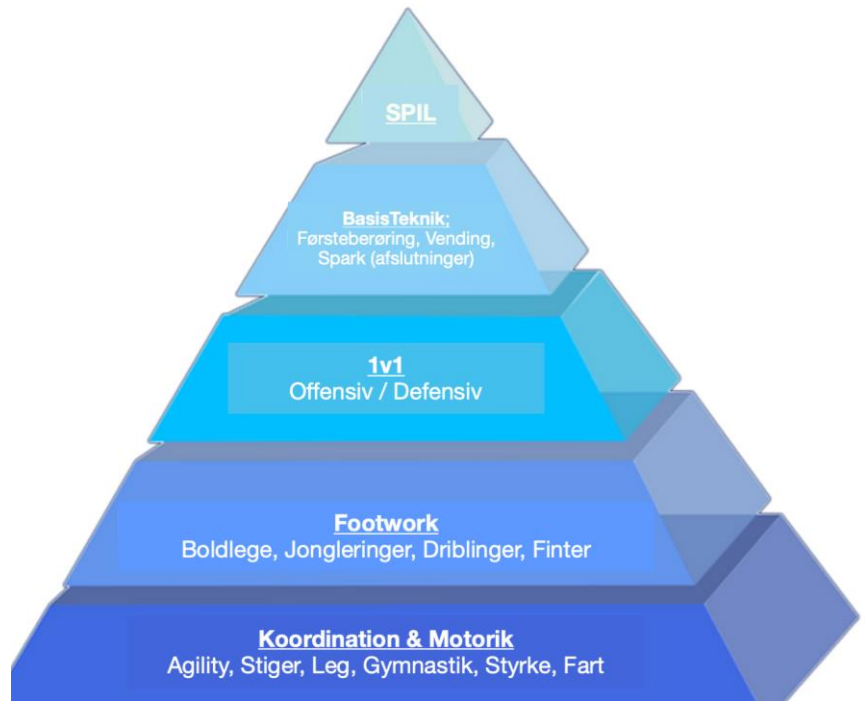 SPIL
BasisTeknik;
Førsteberøring, Vending,
Spark (afslutninger)
1v1
Offensiv / Defensiv
Footwork
Boldlege, Jongleringer, Driblinger, Finter
Koordination & Motorik
Agility, Stiger, Leg, Gymnastik, Styrke, Fart